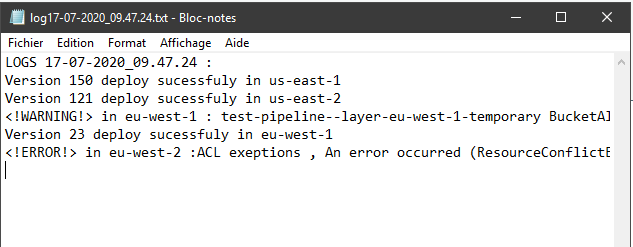 log17-07-2020_09.47.24.txt - Bloc-notes
Fichier Edition Format Affichage Aide
LOGS 17-07-2020_09.47.24 :
Version 150 deploy sucessfuly in us-east-1
Version 121 deploy sucessfuly in us-east-2
<!WARNING!> in eu-west-1 : test-pipeline--layer-eu-west-1-temporary BucketAl
Version 23 deploy sucessfuly in eu-west-1
<!ERROR!> in eu-west-2 :ACL exeptions , An error occurred (ResourceConflictE